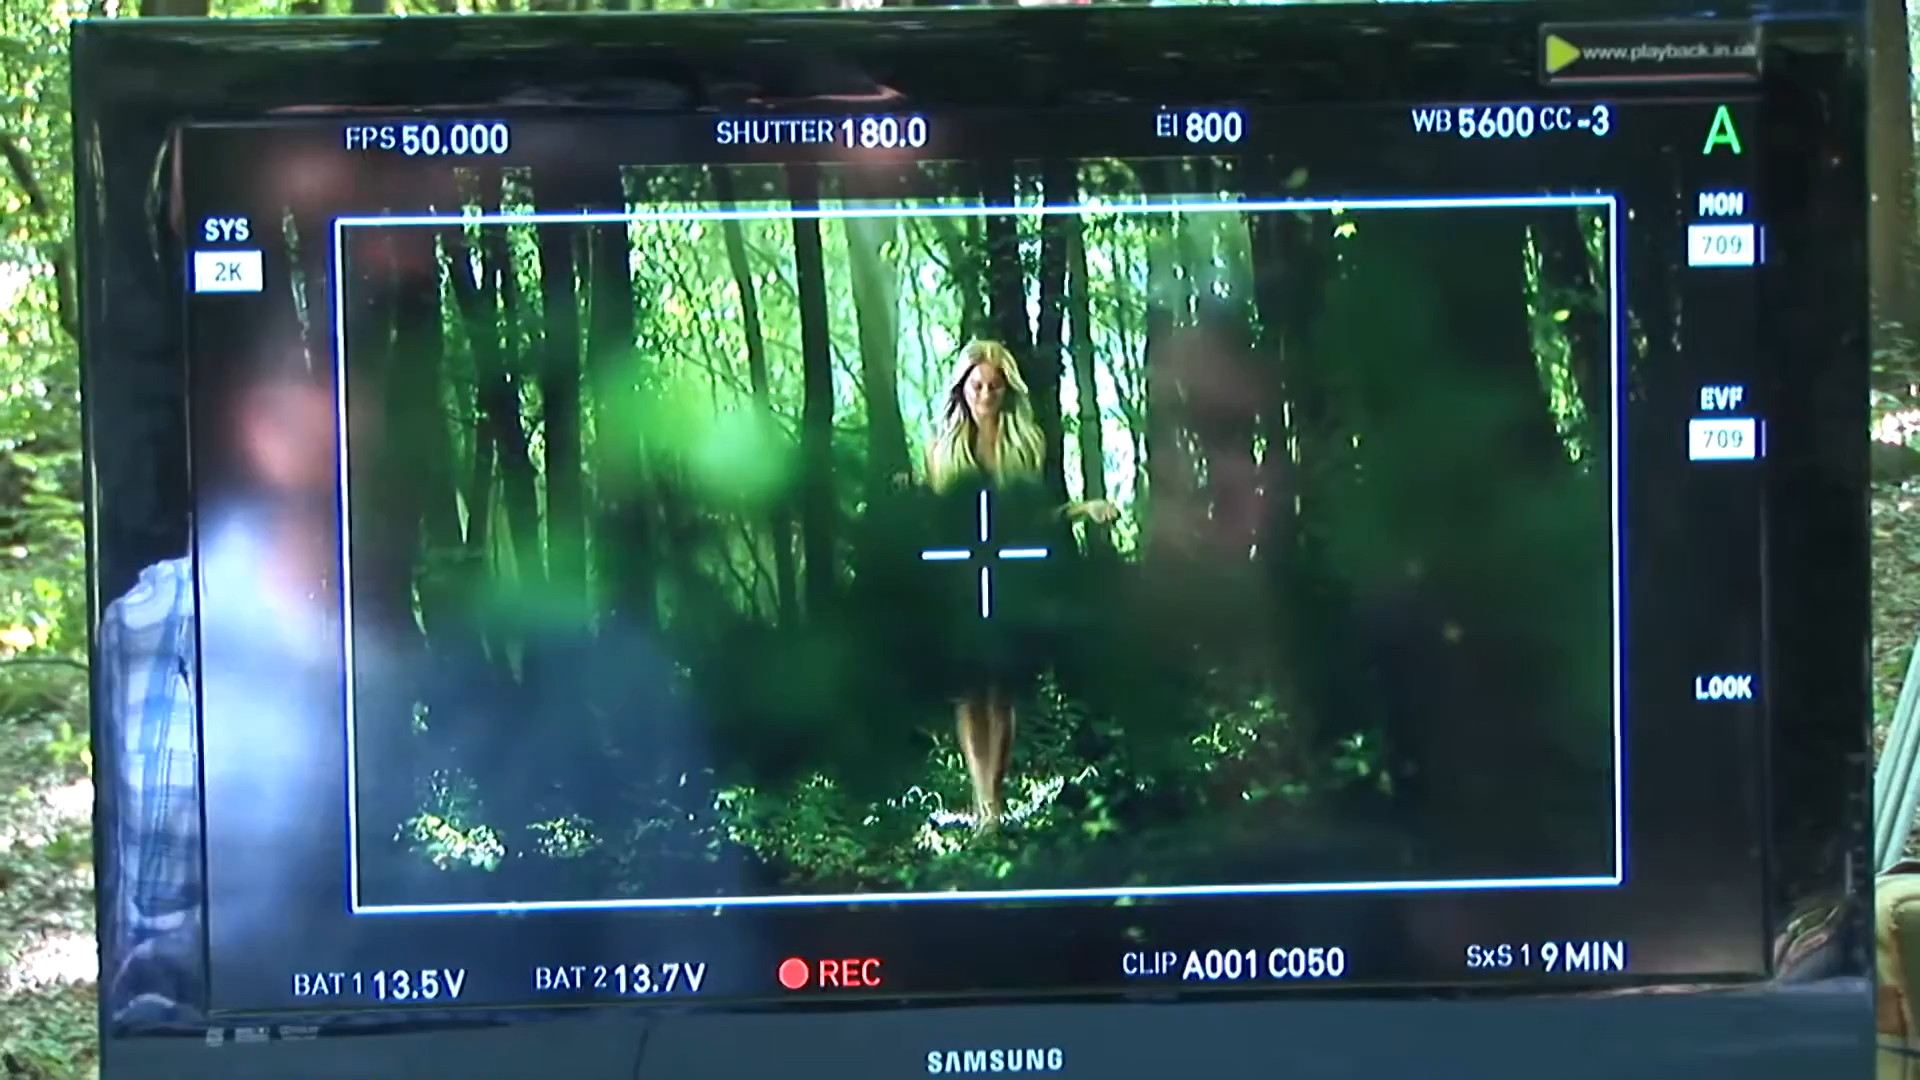 www.playback.in.ua
FPS 50.000 SHUTTER 180.0 EI 800 WB 5600 CC -3 A
SYS
2K
MON
709
EVF
709
LOOK
BAT 1 13.5V BAT 2 13.7V REC CLIP A001 C050 SxS 1 9 MIN
SAMSUNG